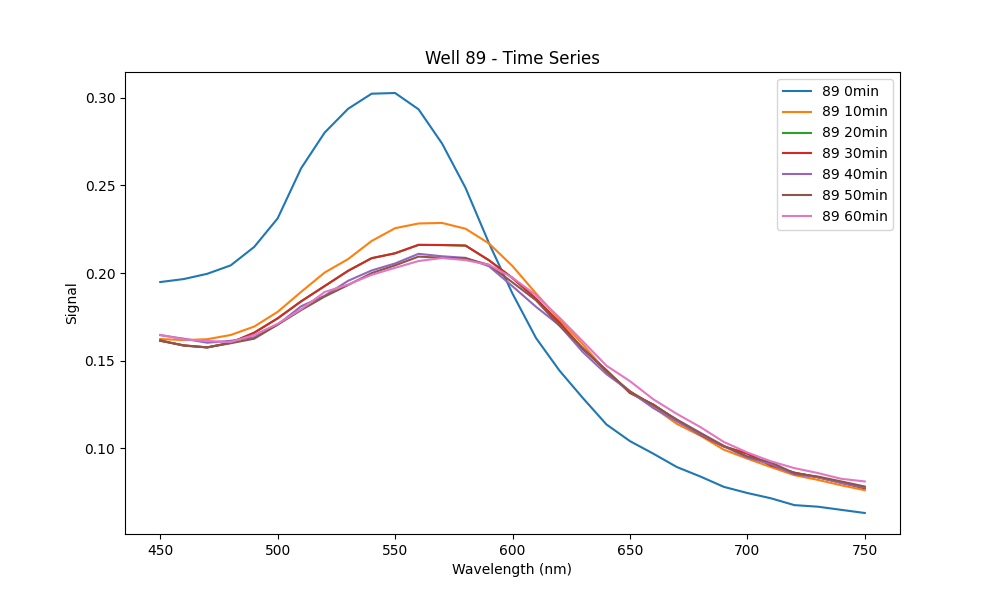 Well 89 - Time Series
Signal
0.30
0.25
0.20
0.15
0.10
89 0min
89 10min
89 20min
89 30min
89 40min
89 50min
89 60min
450 500 550 600 650 700 750
Wavelength (nm)